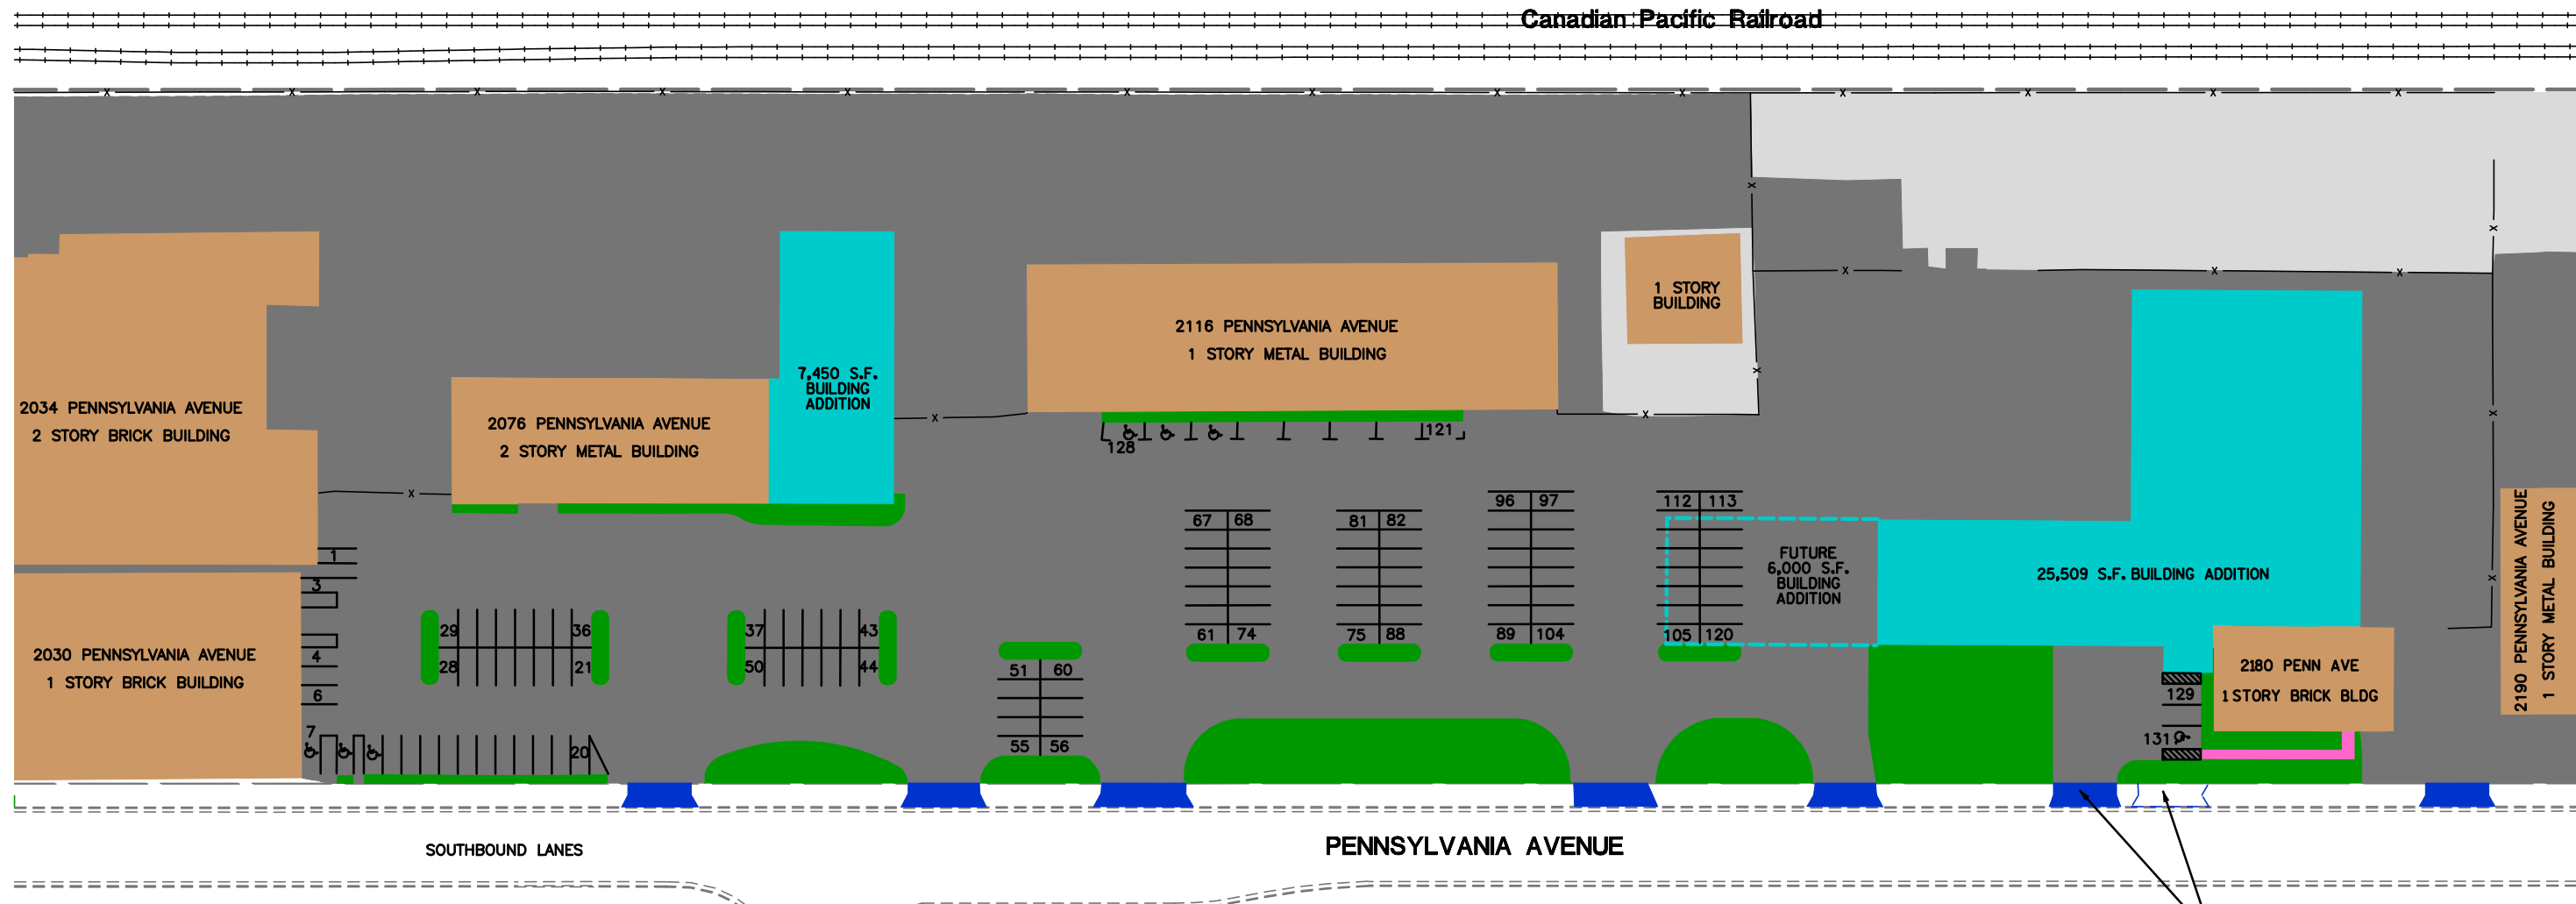 Canadian Pacific Railroad
1 STORY
BUILDING
2116 PENNSYLVANIA AVENUE
1 STORY METAL BUILDING
7,450 S.F.
BUILDING
ADDITION
2034 PENNSYLVANIA AVENUE
2 STORY BRICK BUILDING
2076 PENNSYLVANIA AVENUE
2 STORY METAL BUILDING
128
121
96 97
112 113
67 68
81 82
1
3
FUTURE
6,000 S.F.
BUILDING
ADDITION
25,509 S.F. BUILDING ADDITION
2190 PENNSYLVANIA AVENUE
1 STORY METAL BUILDING
29 36
37 43
61 74
75 88
89 104
105 120
2030 PENNSYLVANIA AVENUE
1 STORY BRICK BUILDING
4
28 21
50 44
51 60
2180 PENN AVE
1 STORY BRICK BLDG
6
129
7
20
55 56
131
PENNSYLVANIA AVENUE
SOUTHBOUND LANES